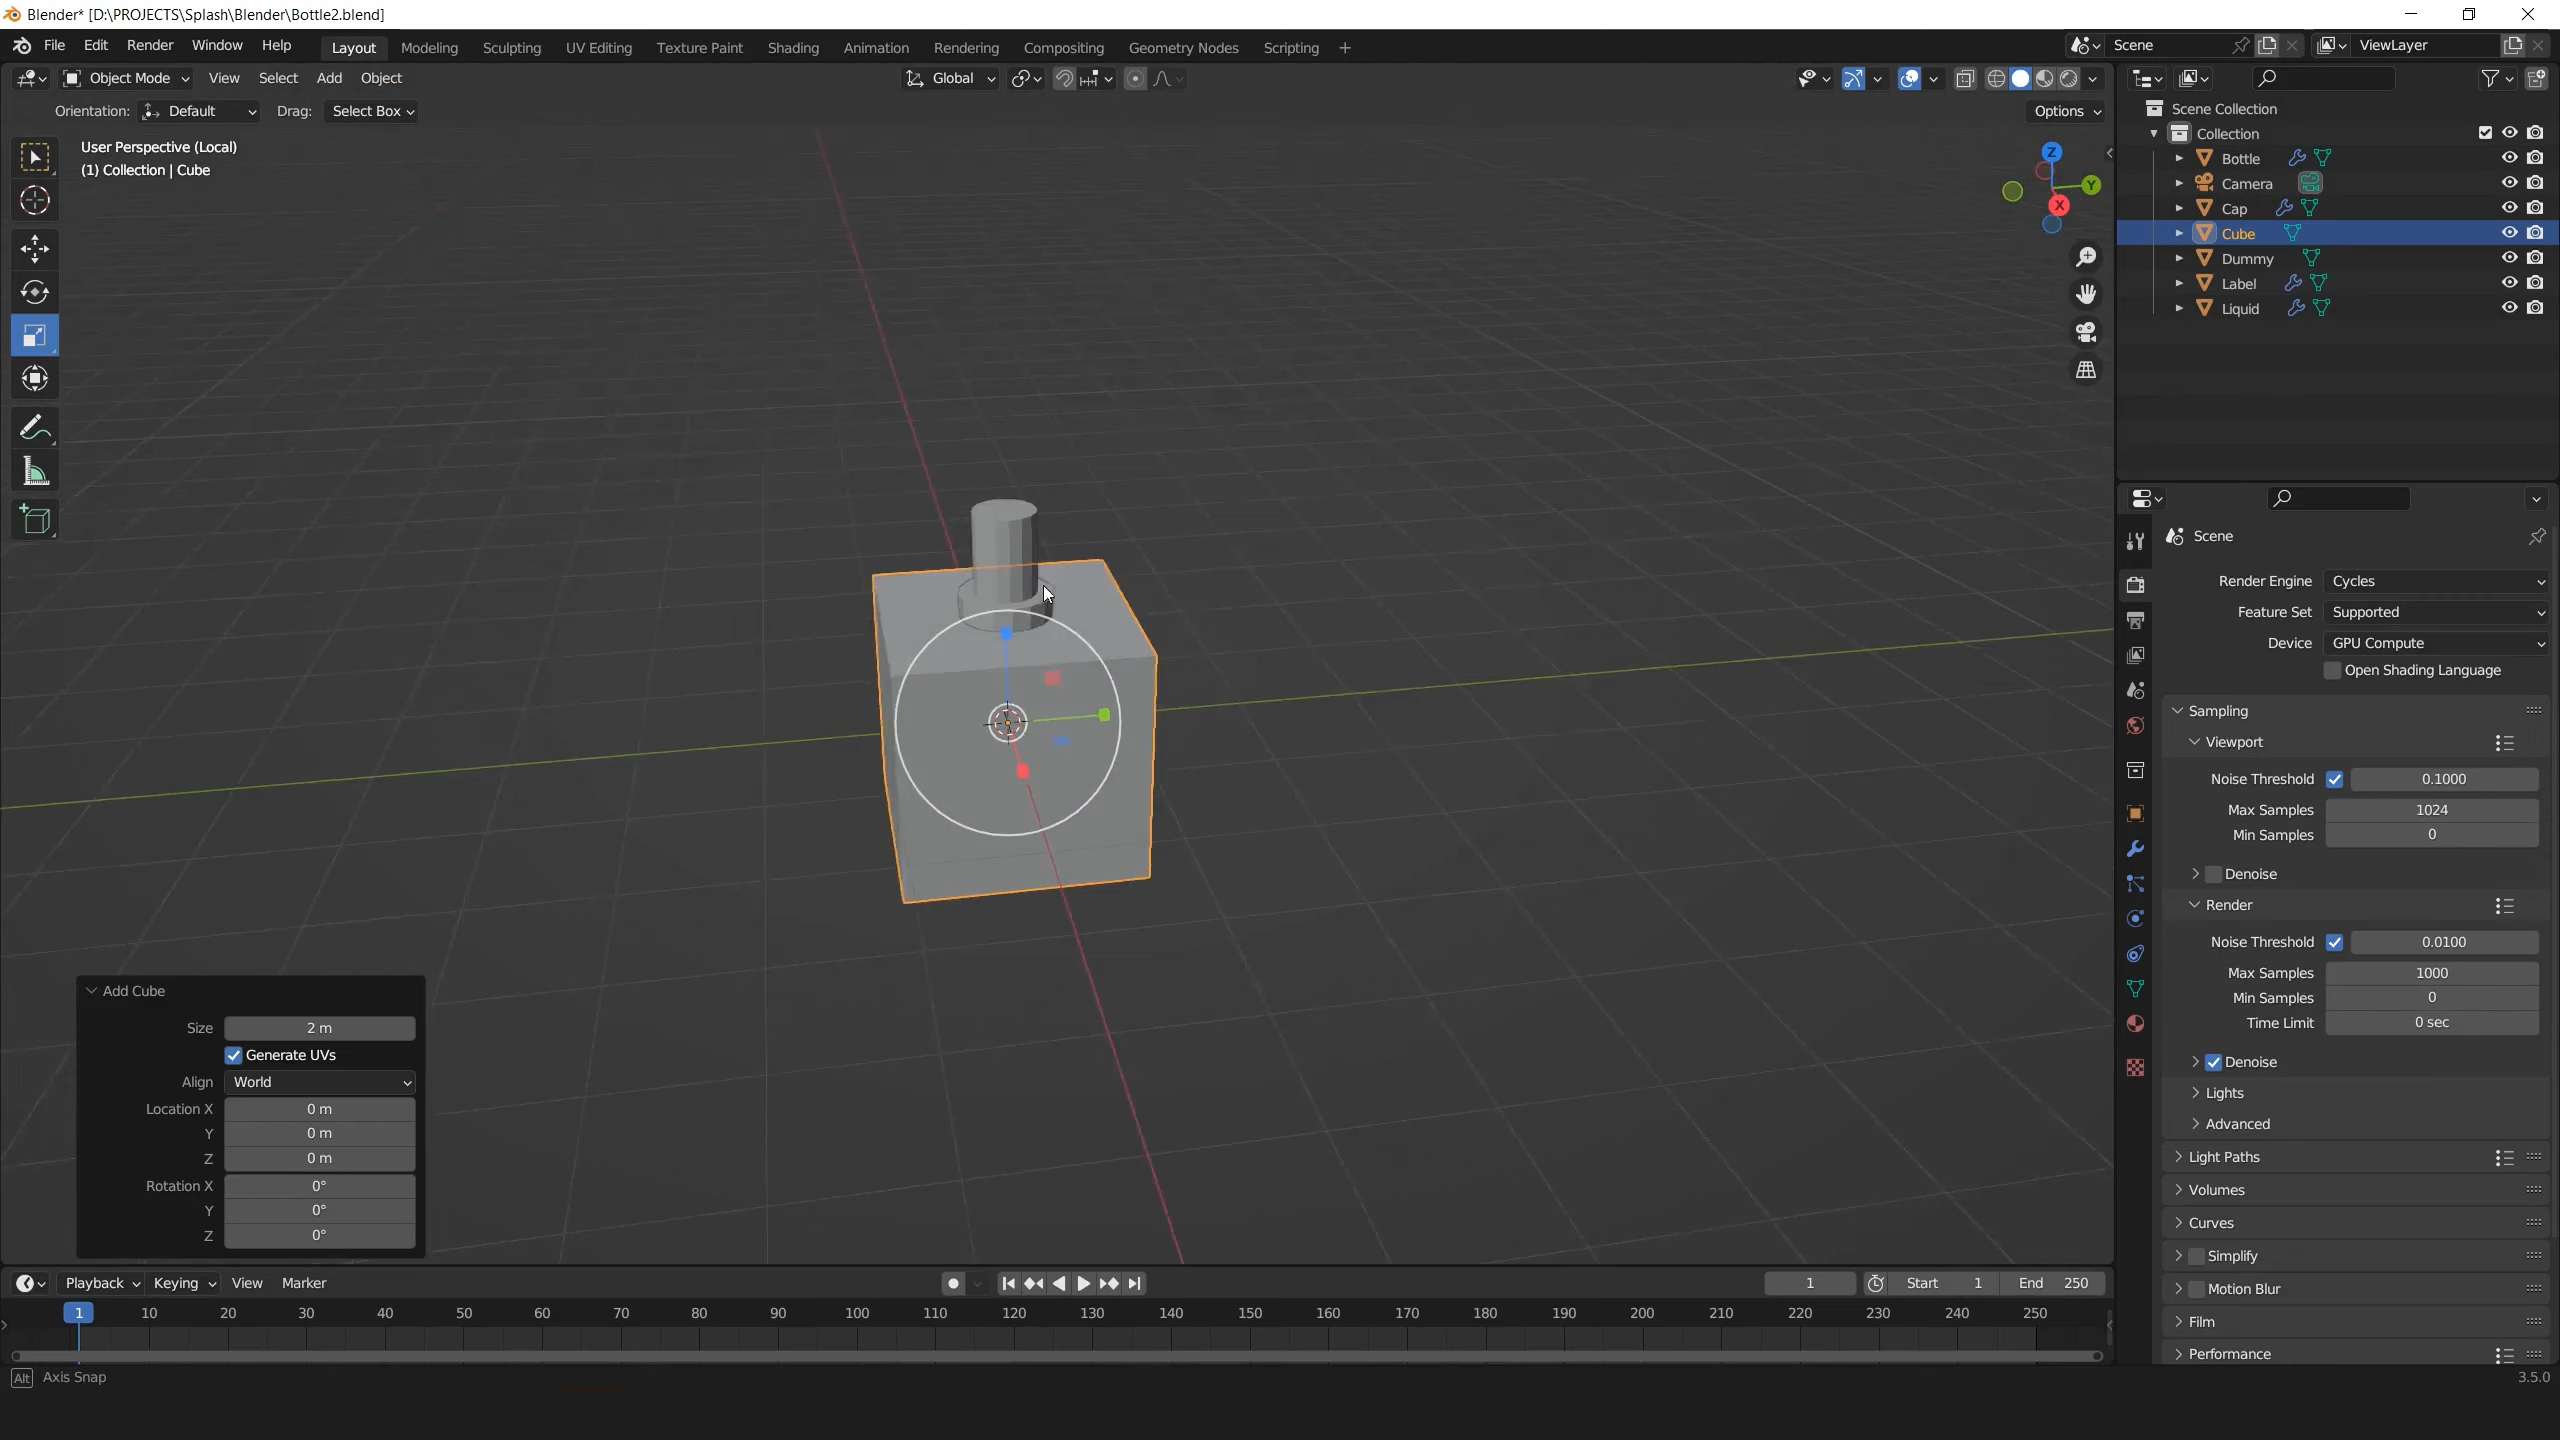 Blender* [D:\PROJECTS\Splash\Blender\Bottle2.blend]
File Edit Render Window Help Layout Modeling Sculpting UV Editing Texture Paint Shading Animation Rendering Compositing Geometry Nodes Scripting + Scene ViewLayer
Object Mode View Select Add Object Global
Orientation: Default Drag: Select Box Options
User Perspective (Local)
(1) Collection | Cube
Z
Y
X
Scene Collection
Collection
Bottle
Camera
Cap
Cube
Dummy
Label
Liquid
Scene
Render Engine Cycles
Feature Set Supported
Device GPU Compute
Open Shading Language
Sampling
Viewport
Noise Threshold 0.1000
Max Samples 1024
Min Samples 0
Denoise
Render
Noise Threshold 0.0100
Max Samples 1000
Min Samples 0
Time Limit 0 sec
Denoise
Lights
Advanced
Light Paths
Volumes
Curves
Simplify
Motion Blur
Film
Performance
Add Cube
Size 2 m
Generate UVs
Align World
Location X 0 m
Y 0 m
Z 0 m
Rotation X 0°
Y 0°
Z 0°
Playback Keying View Marker 1 Start 1 End 250
1 10 20 30 40 50 60 70 80 90 100 110 120 130 140 150 160 170 180 190 200 210 220 230 240 250
Alt Axis Snap 3.5.0